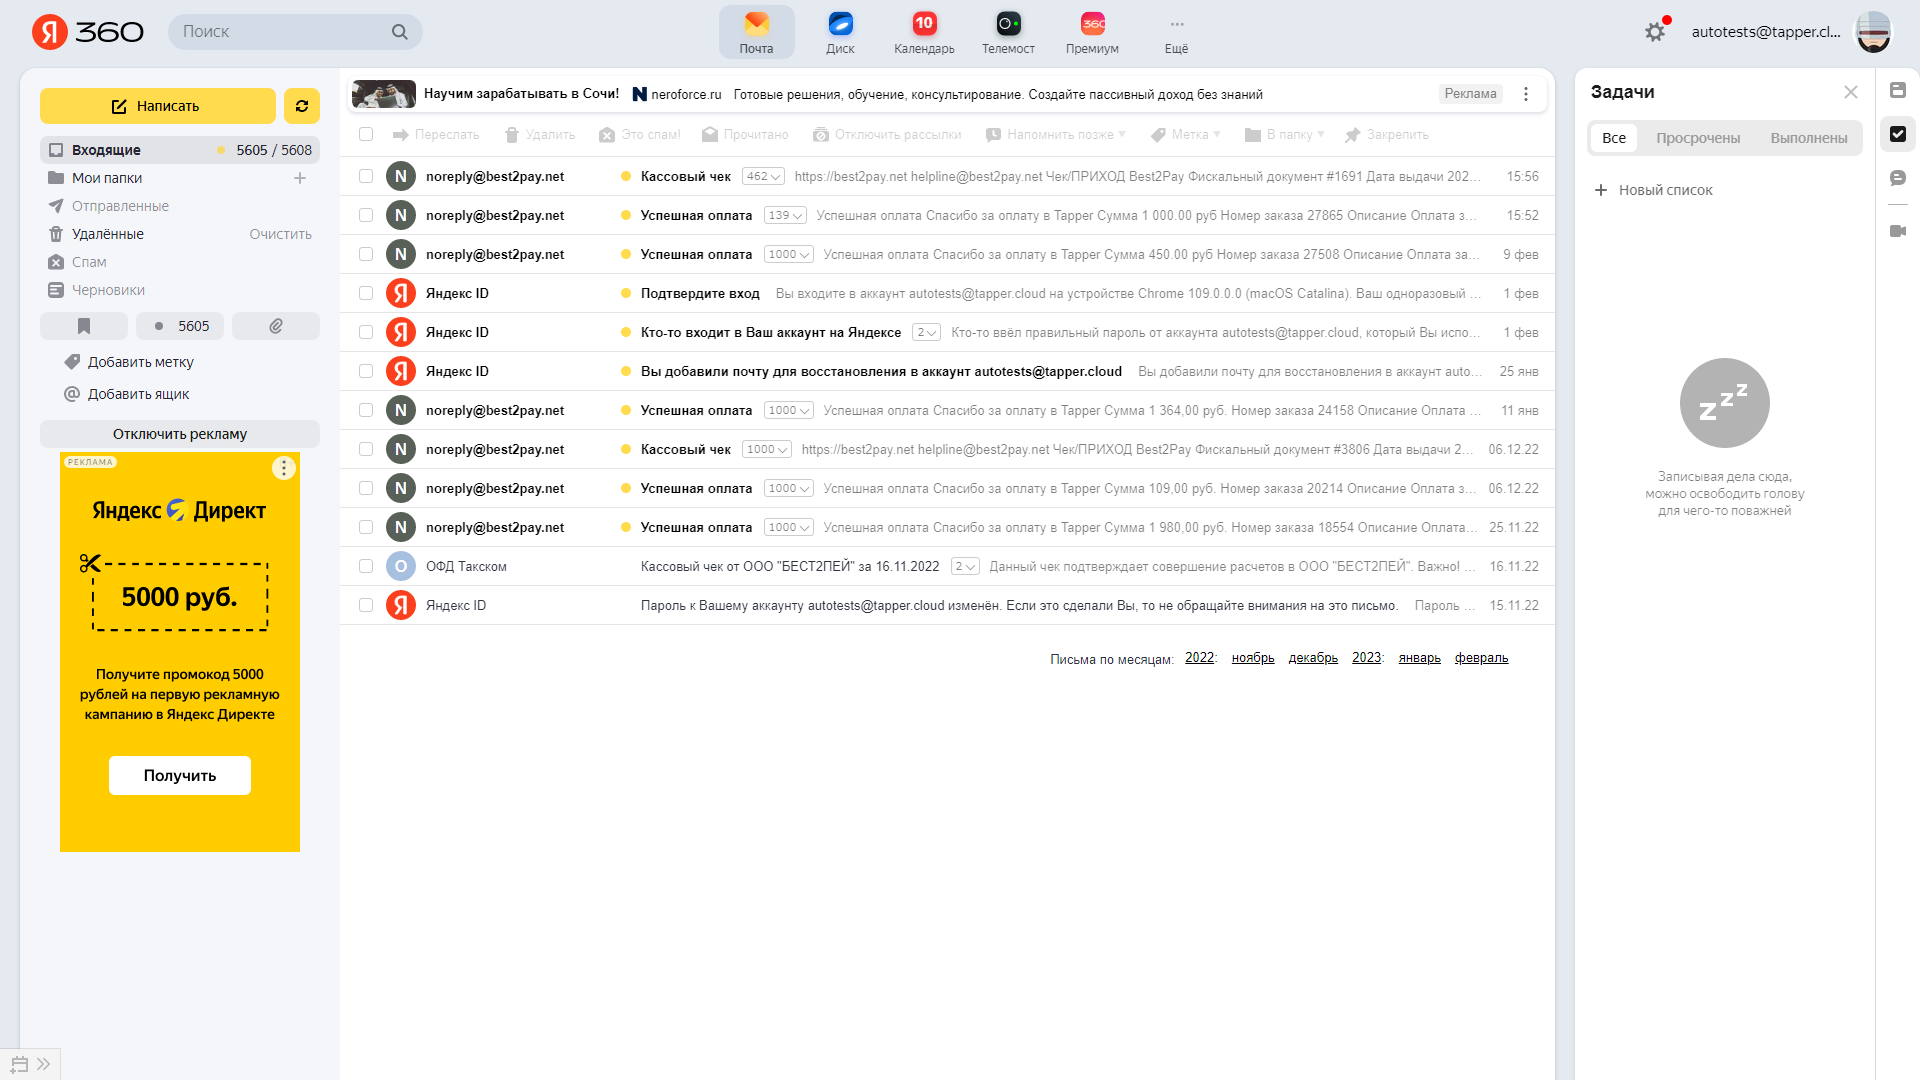 Я 360
Поиск
Почта
Диск
10
Календарь
Телемост
360
Премиум
Ещё
autotests@tapper.cl...
Написать
Входящие 5605 / 5608
Мои папки
Отправленные
Удалённые Очистить
Спам
Черновики
5605
Добавить метку
Добавить ящик
Отключить рекламу
РЕКЛАМА
Яндекс Директ
5000 руб.
Получите промокод 5000
рублей на первую рекламную
кампанию в Яндекс Директе
Получить
Научим зарабатывать в Сочи! neroforce.ru Готовые решения, обучение, консультирование. Создайте пассивный доход без знаний Реклама
Переслать Удалить Это спам! Прочитано Отключить рассылки Напомнить позже Метка В папку Закрепить
N noreply@best2pay.net Кассовый чек 462 https://best2pay.net helpline@best2pay.net Чек/ПРИХОД Best2Pay Фискальный документ #1691 Дата выдачи 202... 15:56
N noreply@best2pay.net Успешная оплата 139 Успешная оплата Спасибо за оплату в Tapper Сумма 1 000.00 руб Номер заказа 27865 Описание Оплата з... 15:52
N noreply@best2pay.net Успешная оплата 1000 Успешная оплата Спасибо за оплату в Tapper Сумма 450.00 руб Номер заказа 27508 Описание Оплата за... 9 фев
Я Яндекс ID Подтвердите вход Вы входите в аккаунт autotests@tapper.cloud на устройстве Chrome 109.0.0.0 (macOS Catalina). Ваш одноразовый ... 1 фев
Я Яндекс ID Кто-то входит в Ваш аккаунт на Яндексе 2 Кто-то ввёл правильный пароль от аккаунта autotests@tapper.cloud, который Вы испо... 1 фев
Я Яндекс ID Вы добавили почту для восстановления в аккаунт autotests@tapper.cloud Вы добавили почту для восстановления в аккаунт auto... 25 янв
N noreply@best2pay.net Успешная оплата 1000 Успешная оплата Спасибо за оплату в Tapper Сумма 1 364,00 руб. Номер заказа 24158 Описание Оплата ... 11 янв
N noreply@best2pay.net Кассовый чек 1000 https://best2pay.net helpline@best2pay.net Чек/ПРИХОД Best2Pay Фискальный документ #3806 Дата выдачи 2... 06.12.22
N noreply@best2pay.net Успешная оплата 1000 Успешная оплата Спасибо за оплату в Tapper Сумма 109,00 руб. Номер заказа 20214 Описание Оплата з... 06.12.22
N noreply@best2pay.net Успешная оплата 1000 Успешная оплата Спасибо за оплату в Tapper Сумма 1 980,00 руб. Номер заказа 18554 Описание Оплата... 25.11.22
О ОФД Такском Кассовый чек от ООО "БЕСТ2ПЕЙ" за 16.11.2022 2 Данный чек подтверждает совершение расчетов в ООО "БЕСТ2ПЕЙ". Важно! ... 16.11.22
Я Яндекс ID Пароль к Вашему аккаунту autotests@tapper.cloud изменён. Если это сделали Вы, то не обращайте внимания на это письмо. Пароль ... 15.11.22
Письма по месяцам: 2022: ноябрь декабрь 2023: январь февраль
Задачи
Все Просрочены Выполнены
+ Новый список
z z z
Записывая дела сюда,
можно освободить голову
для чего-то поважней